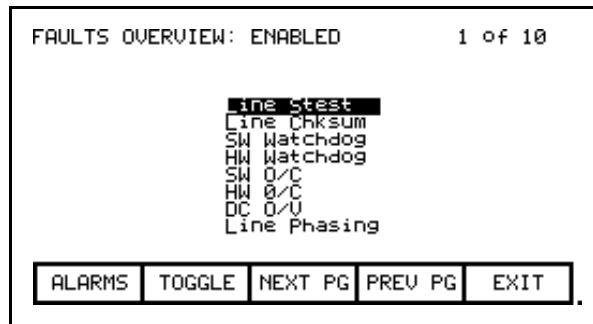 FAULTS OVERVIEW: ENABLED 1 of 10
Line Stest
Line Chksum
SW Watchdog
HW Watchdog
SW O/C
HW O/C
DC O/V
Line Phasing
ALARMS TOGGLE NEXT PG PREV PG EXIT